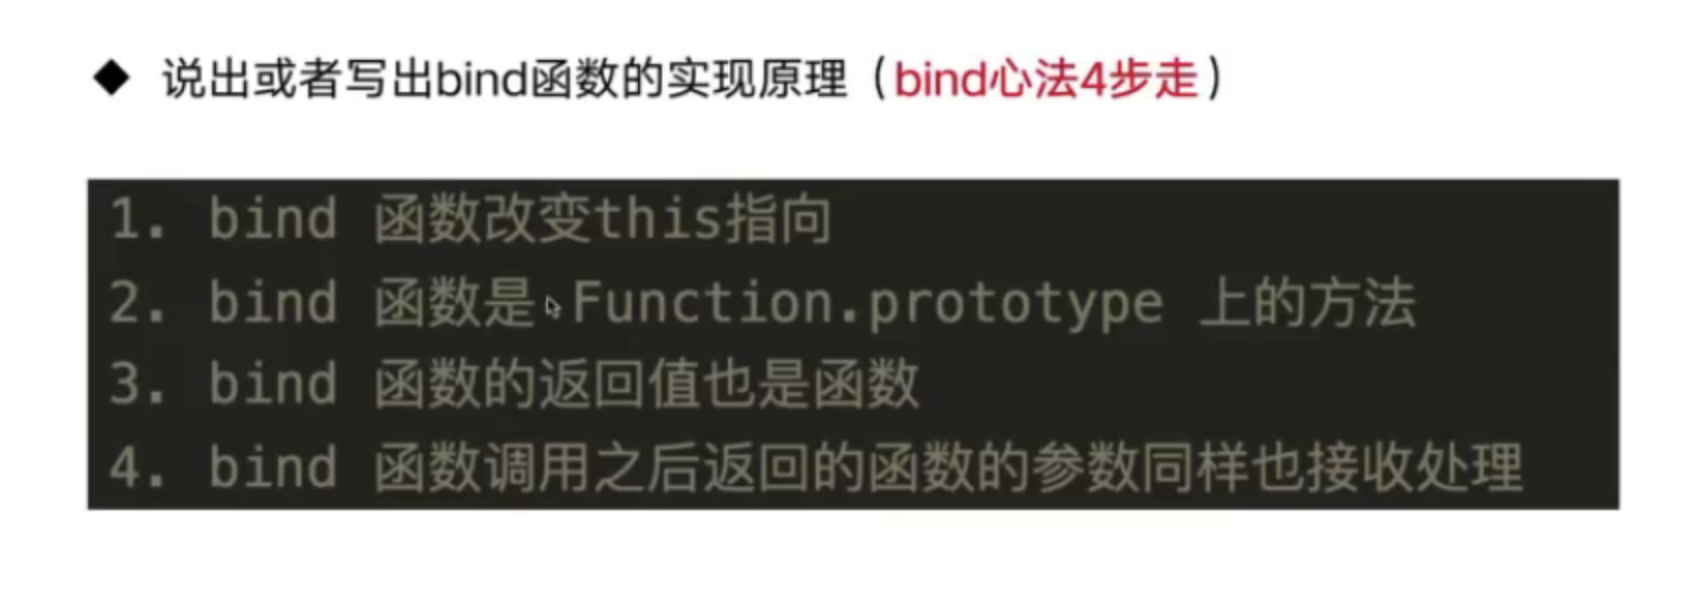 ◆ 说出或者写出bind函数的实现原理（bind心法4步走）
1. bind 函数改变this指向
2. bind 函数是 Function.prototype 上的方法
3. bind 函数的返回值也是函数
4. bind 函数调用之后返回的函数的参数同样也接收处理